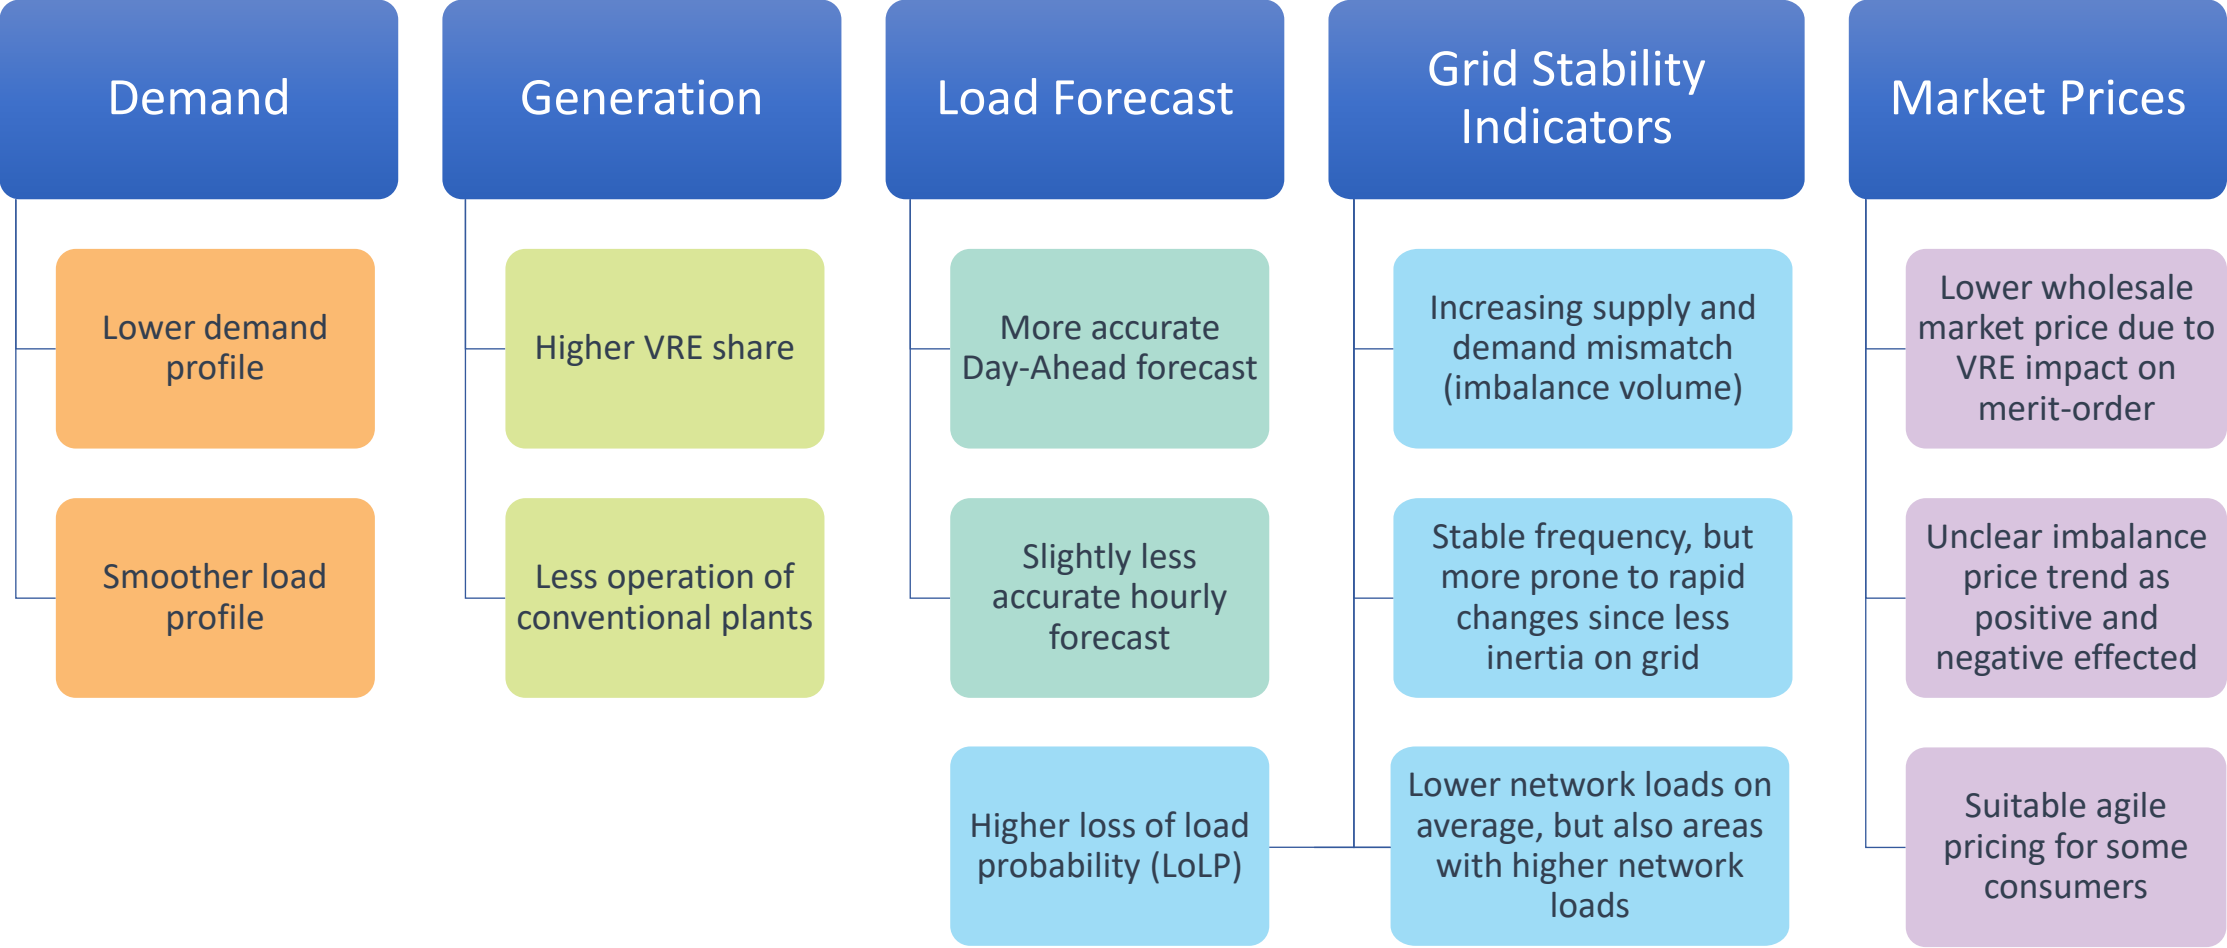 Demand
Lower demand
profile
Smoother load
profile
Generation
Higher VRE share
Less operation of
conventional plants
Load Forecast
More accurate
Day-Ahead forecast
Slightly less
accurate hourly
forecast
Grid Stability
Indicators
Increasing supply and
demand mismatch
(imbalance volume)
Stable frequency, but
more prone to rapid
changes since less
inertia on grid
Higher loss of load
probability (LoLP)
Lower network loads on
average, but also areas
with higher network
loads
Market Prices
Lower wholesale
market price due to
VRE impact on
merit-order
Unclear imbalance
price trend as
positive and
negative effected
Suitable agile
pricing for some
consumers